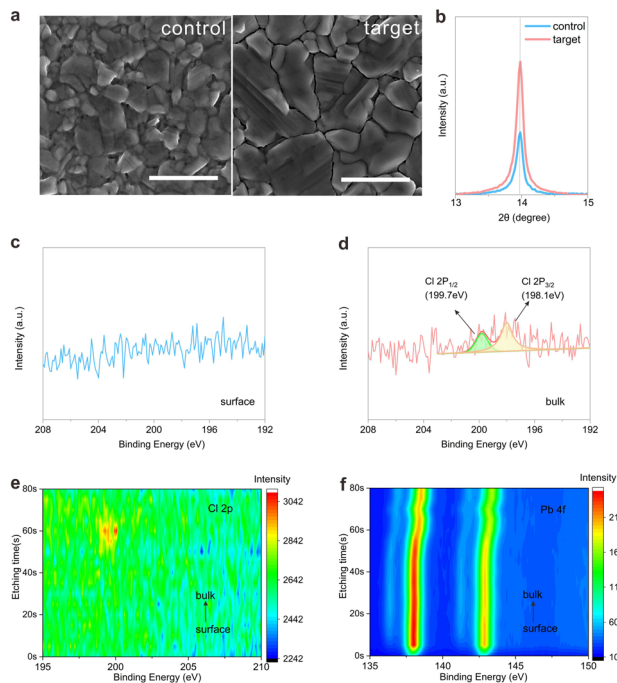 a
control
target
b
control
target
Intensity (a.u.)
13
14
15
2θ (degree)
c
Intensity (a.u.)
surface
208
204
200
196
192
Binding Energy (eV)
d
Cl 2P1/2
(199.7eV)
Cl 2P3/2
(198.1eV)
Intensity (a.u.)
bulk
208
204
200
196
192
Binding Energy (eV)
e
Cl 2p
Intensity
80s
60s
40s
20s
0s
Etching time(s)
bulk
surface
195
200
205
210
Binding Energy (eV)
3042
2842
2642
2442
2242
f
Pb 4f
Intensity
80s
60s
40s
20s
0s
Etching time(s)
bulk
surface
135
140
145
150
Binding Energy (eV)